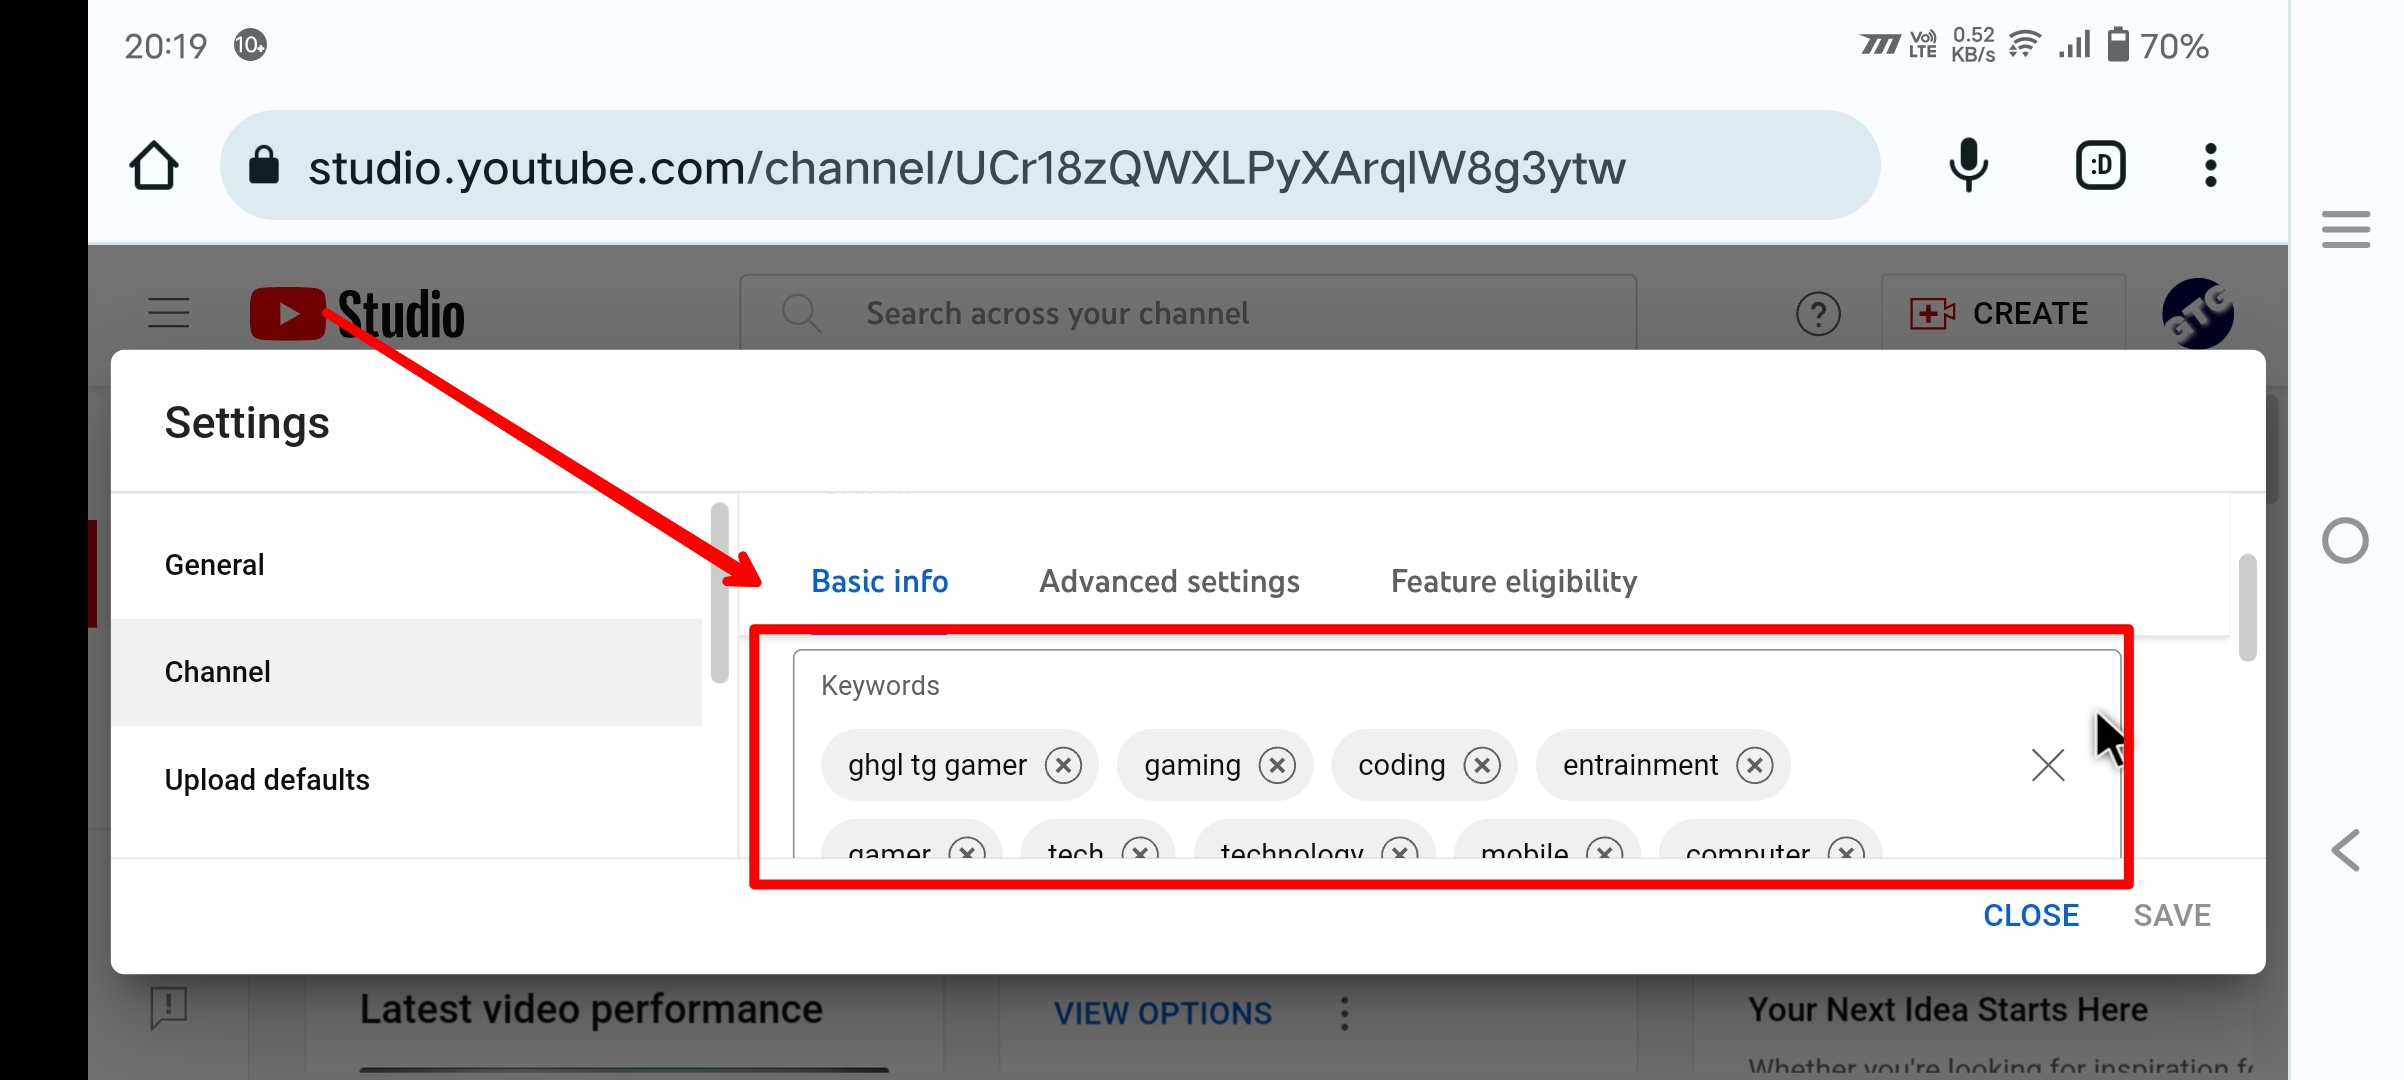 20:19 10+ Vo) LTE 0.52 KB/s 70%
studio.youtube.com/channel/UCr18zQWXLPyXArqlW8g3ytw :D
Studio Search across your channel ? CREATE GTG
Settings
General
Channel
Upload defaults
Basic info Advanced settings Feature eligibility
Keywords
ghgl tg gamer gaming coding entrainment
gamer tech technology mobile computer
CLOSE SAVE
Latest video performance
VIEW OPTIONS
Your Next Idea Starts Here
Whether you're looking for inspiration